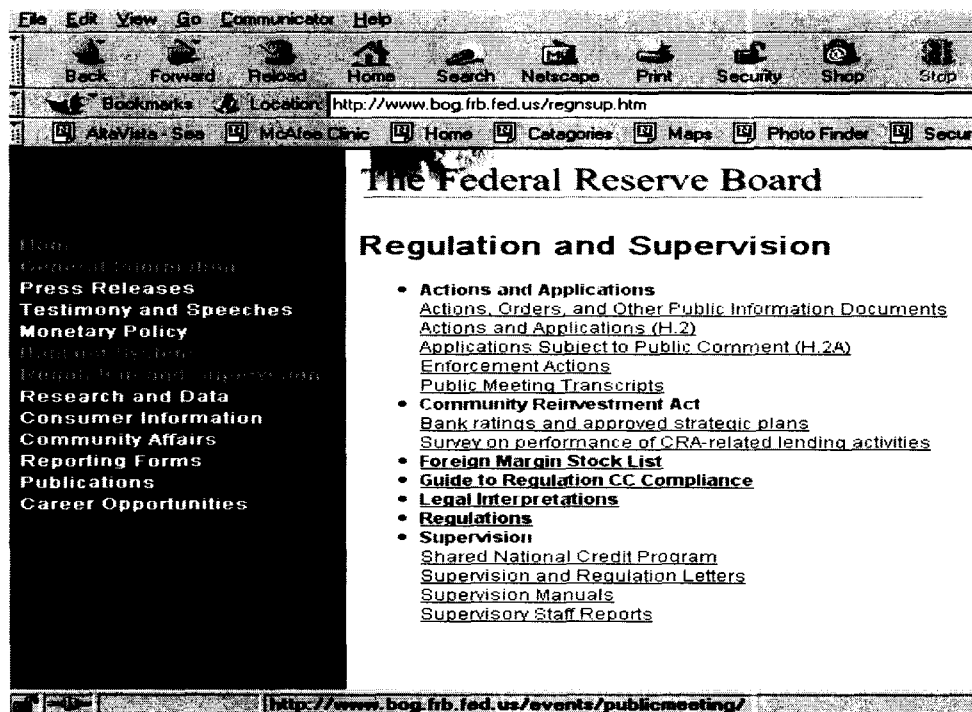 File Edit View Go Communicator Help
Back Forward Reload Home Search Netscape Print Security Shop Stop
Bookmarks Location: http://www.bog.frb.fed.us/regnsup.htm
AltaVista - Sea McAfee Clinic Home Catagories Maps Photo Finder Secur
The Federal Reserve Board
Home
General Information
Press Releases
Testimony and Speeches
Monetary Policy
Regulation and Supervision
Research and Data
Consumer Information
Community Affairs
Reporting Forms
Publications
Career Opportunities
Regulation and Supervision
• Actions and Applications
Actions, Orders, and Other Public Information Documents
Actions and Applications (H.2)
Applications Subject to Public Comment (H.2A)
Enforcement Actions
Public Meeting Transcripts
• Community Reinvestment Act
Bank ratings and approved strategic plans
Survey on performance of CRA-related lending activities
• Foreign Margin Stock List
• Guide to Regulation CC Compliance
• Legal Interpretations
• Regulations
• Supervision
Shared National Credit Program
Supervision and Regulation Letters
Supervision Manuals
Supervisory Staff Reports
http://www.bog.frb.fed.us/events/publicmeeting/